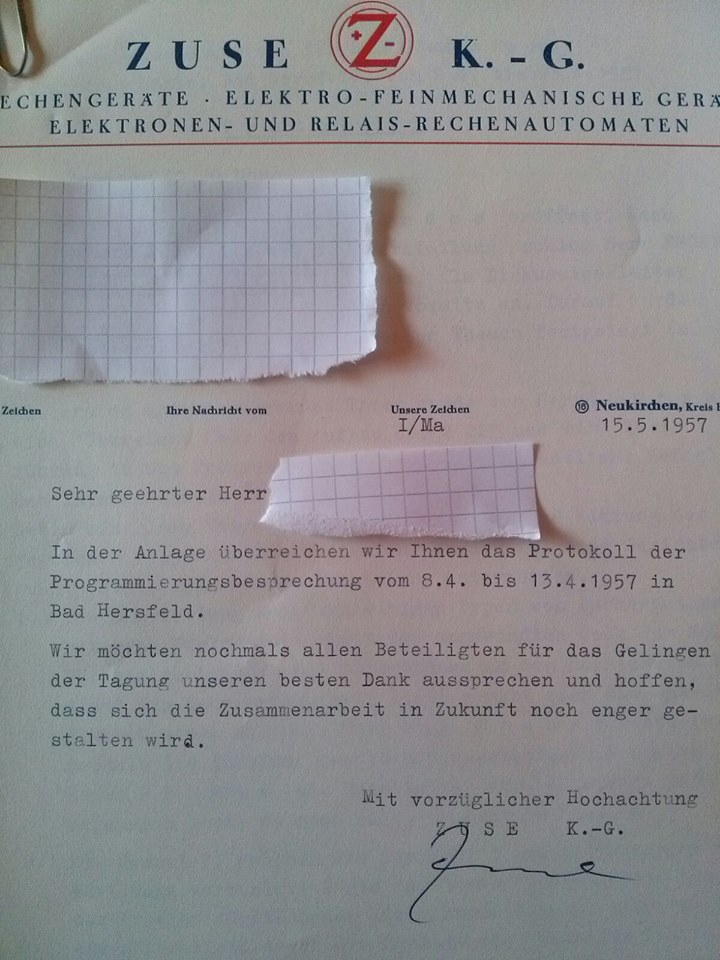 ZUSE Z+- K.-G.
ECHENGERÄTE · ELEKTRO-FEINMECHANISCHE GERÄ
ELEKTRONEN- UND RELAIS-RECHENAUTOMATEN
Zeichen Ihre Nachricht vom Unsere Zeichen ⑯ Neukirchen, Kreis
I/Ma 15.5.1957
Sehr geehrter Herr
In der Anlage überreichen wir Ihnen das Protokoll der
Programmierungsbesprechung vom 8.4. bis 13.4.1957 in
Bad Hersfeld.
Wir möchten nochmals allen Beteiligten für das Gelingen
der Tagung unseren besten Dank aussprechen und hoffen,
dass sich die Zusammenarbeit in Zukunft noch enger ge-
stalten wird.
Mit vorzüglicher Hochachtung
ZUSE K.-G.
Zuse